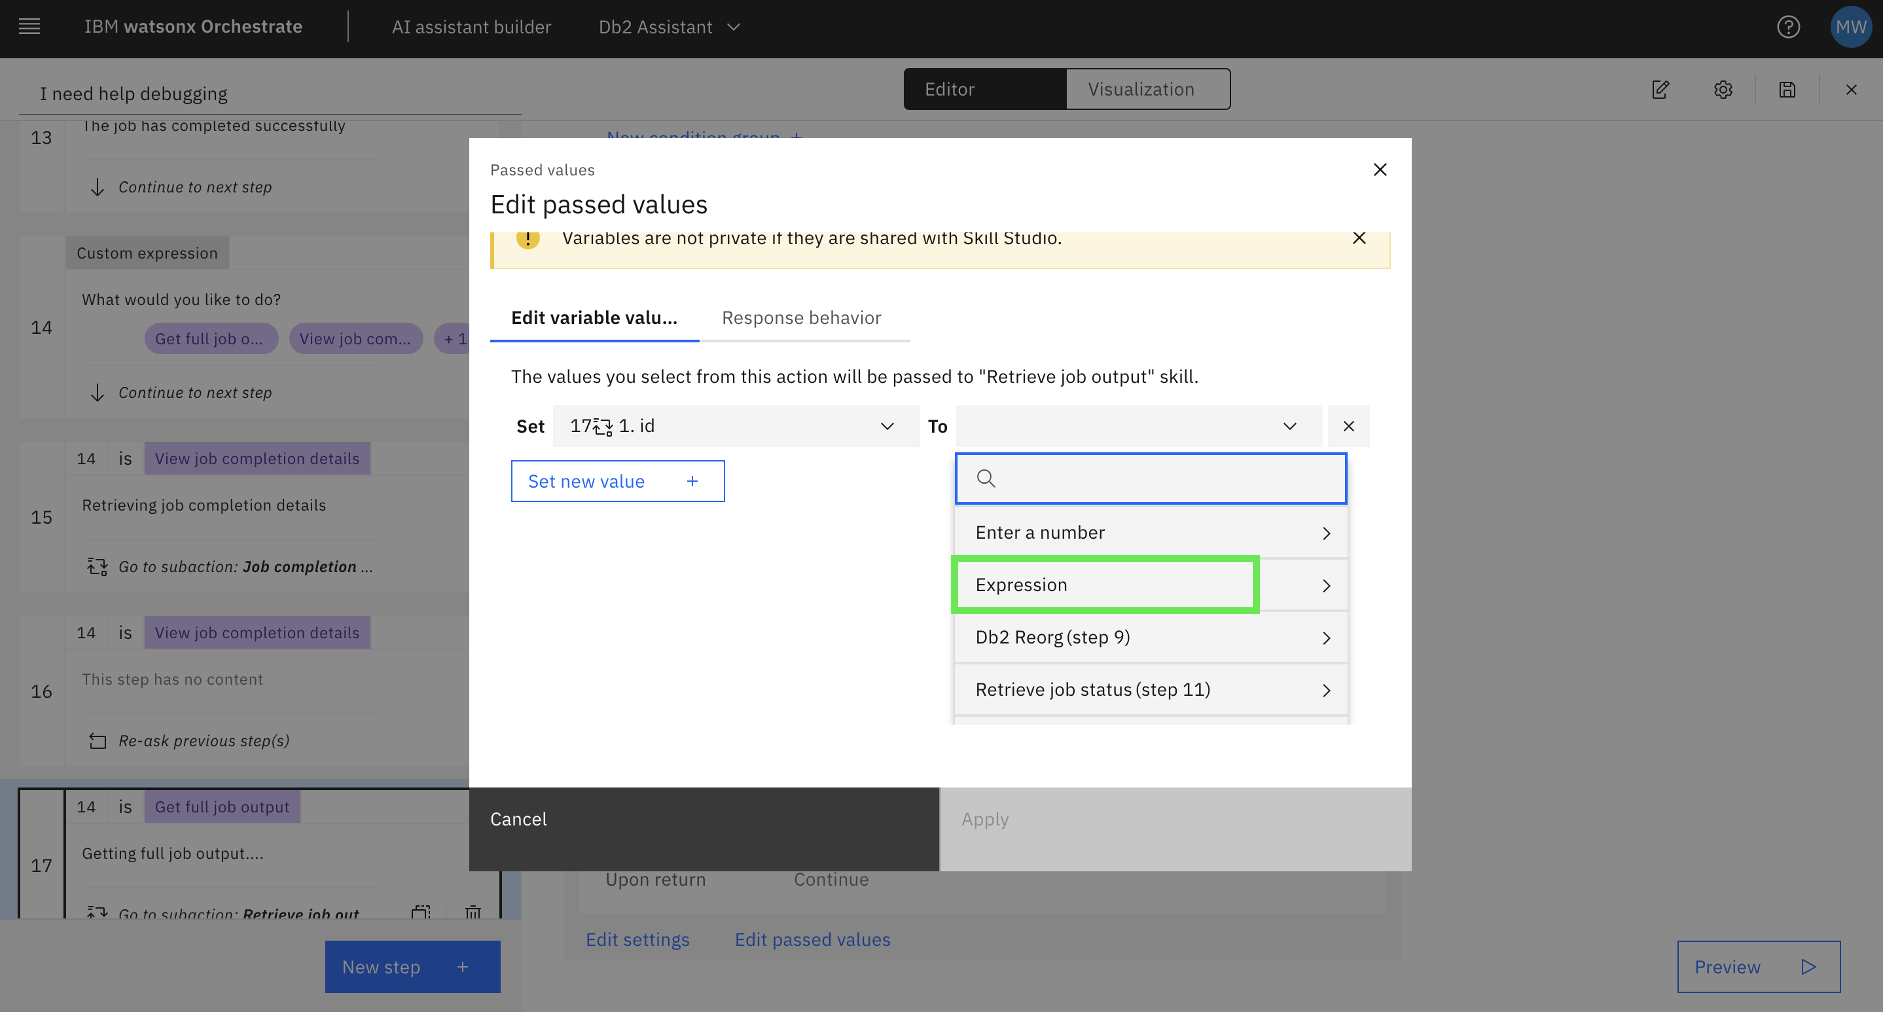 IBM watsonx Orchestrate
AI assistant builder
Db2 Assistant
MW
I need help debugging
Editor
Visualization
13
The job has completed successfully
Continue to next step
New condition group +
Custom expression
14
What would you like to do?
Get full job o...
View job com...
+ 1
Continue to next step
14 is View job completion details
15
Retrieving job completion details
Go to subaction: Job completion ...
14 is View job completion details
16
This step has no content
Re-ask previous step(s)
14 is Get full job output
17
Getting full job output....
Go to subaction: Retrieve job out
New step +
Passed values
Edit passed values
Variables are not private if they are shared with Skill Studio.
Edit variable valu...
Response behavior
The values you select from this action will be passed to "Retrieve job output" skill.
Set 17 1. id To
Set new value +
Enter a number
Expression
Db2 Reorg (step 9)
Retrieve job status (step 11)
Cancel
Apply
Upon return
Continue
Edit settings
Edit passed values
Preview